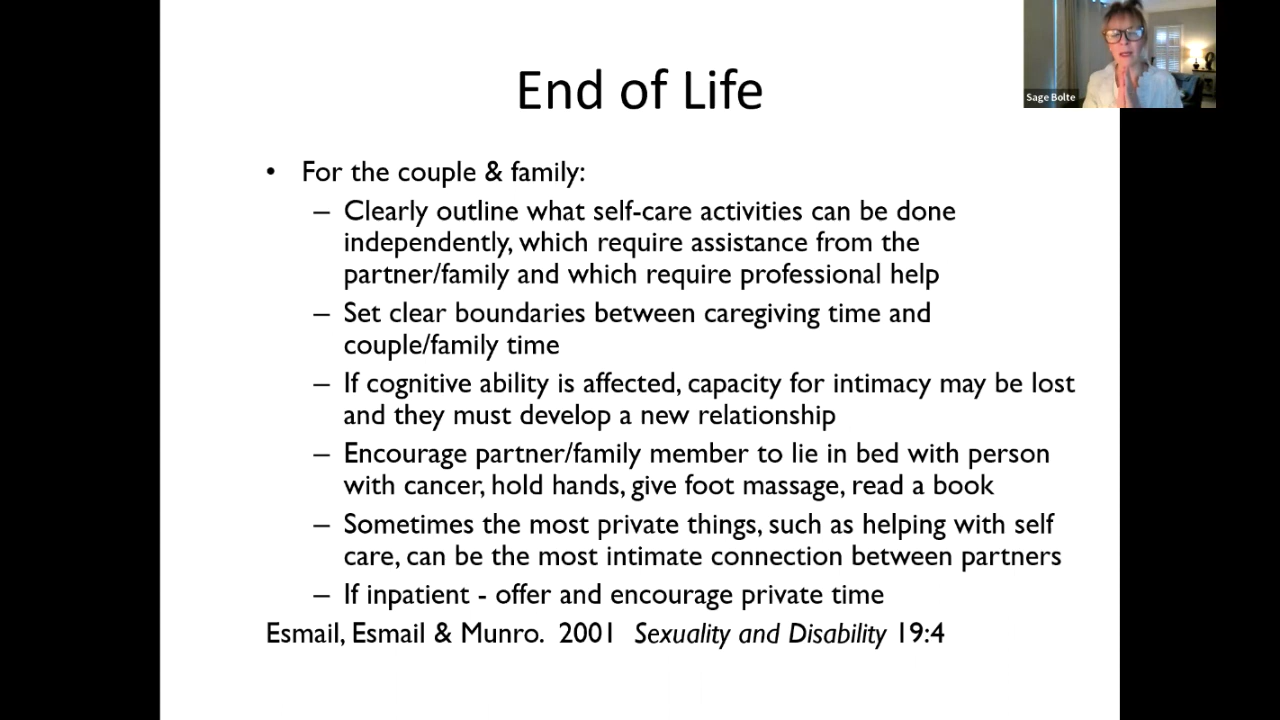 End of Life
Sage Bolte
• For the couple & family:
– Clearly outline what self-care activities can be done
independently, which require assistance from the
partner/family and which require professional help
– Set clear boundaries between caregiving time and
couple/family time
– If cognitive ability is affected, capacity for intimacy may be lost
and they must develop a new relationship
– Encourage partner/family member to lie in bed with person
with cancer, hold hands, give foot massage, read a book
– Sometimes the most private things, such as helping with self
care, can be the most intimate connection between partners
– If inpatient - offer and encourage private time
Esmail, Esmail & Munro. 2001 Sexuality and Disability 19:4